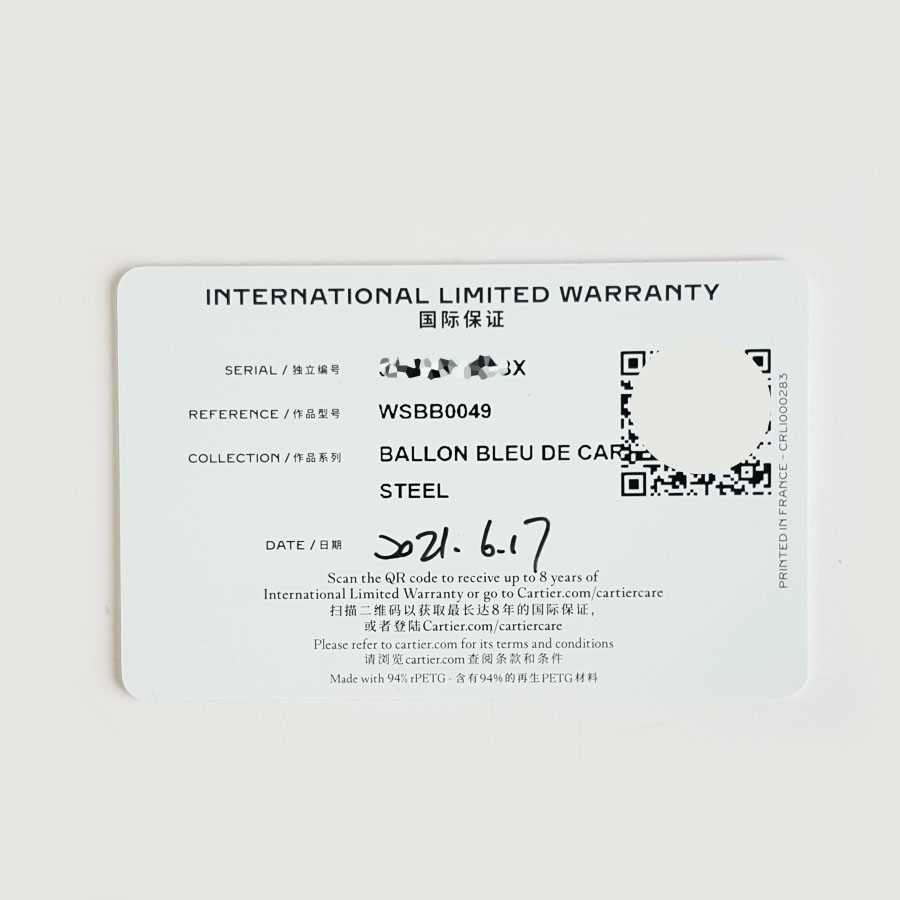 INTERNATIONAL LIMITED WARRANTY
国际保证
SERIAL / 独立编号
REFERENCE / 作品型号 WSBB0049
COLLECTION / 作品系列 BALLON BLEU DE CAR
STEEL
DATE / 日期 2021. 6.17
Scan the QR code to receive up to 8 years of
International Limited Warranty or go to Cartier.com/cartiercare
扫描二维码以获取最长达8年的国际保证，
或者登陆Cartier.com/cartiercare
Please refer to cartier.com for its terms and conditions
请浏览cartier.com查阅条款和条件
Made with 94% rPETG - 含有94%的再生PETG材料
PRINTED IN FRANCE - CRLI000283